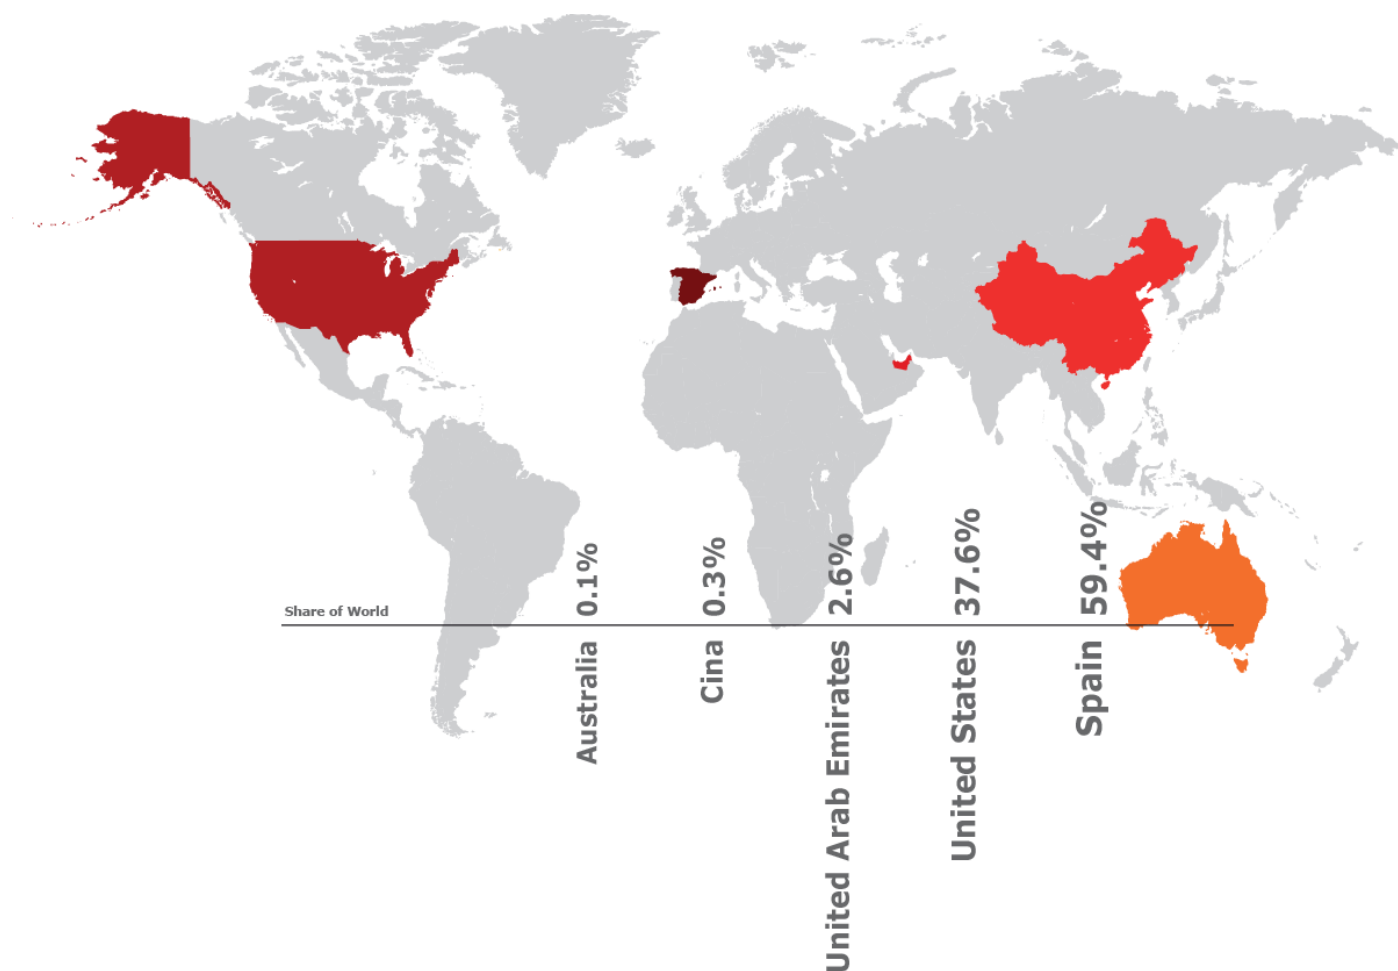 Share of World
0.1%
0.3%
2.6%
37.6%
59.4%
Australia
Cina
United Arab Emirates
United States
Spain